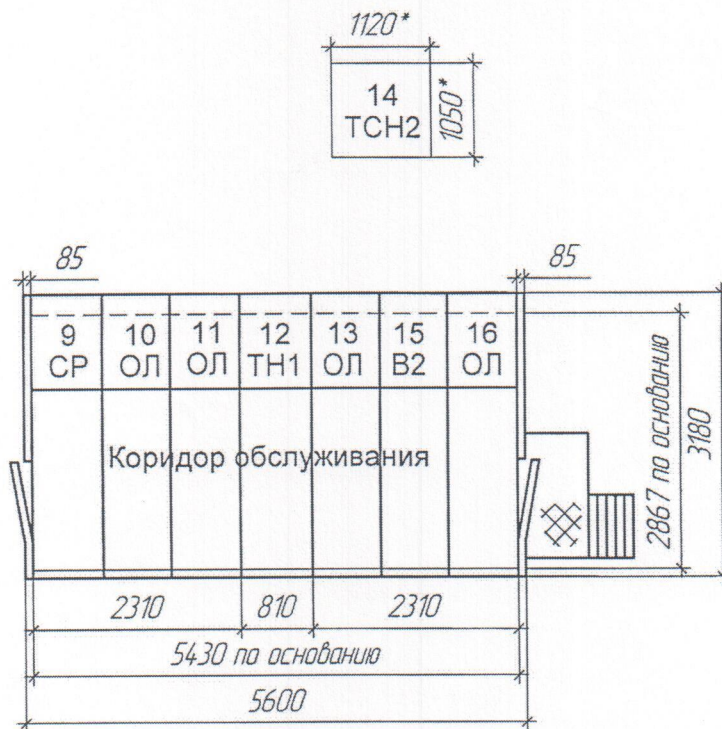 1120*
14
ТСН2
1050*
85
85
9
СР
10
ОЛ
11
ОЛ
12
ТН1
13
ОЛ
15
В2
16
ОЛ
Коридор обслуживания
2867 по основанию
3180
2310
810
2310
5430 по основанию
5600